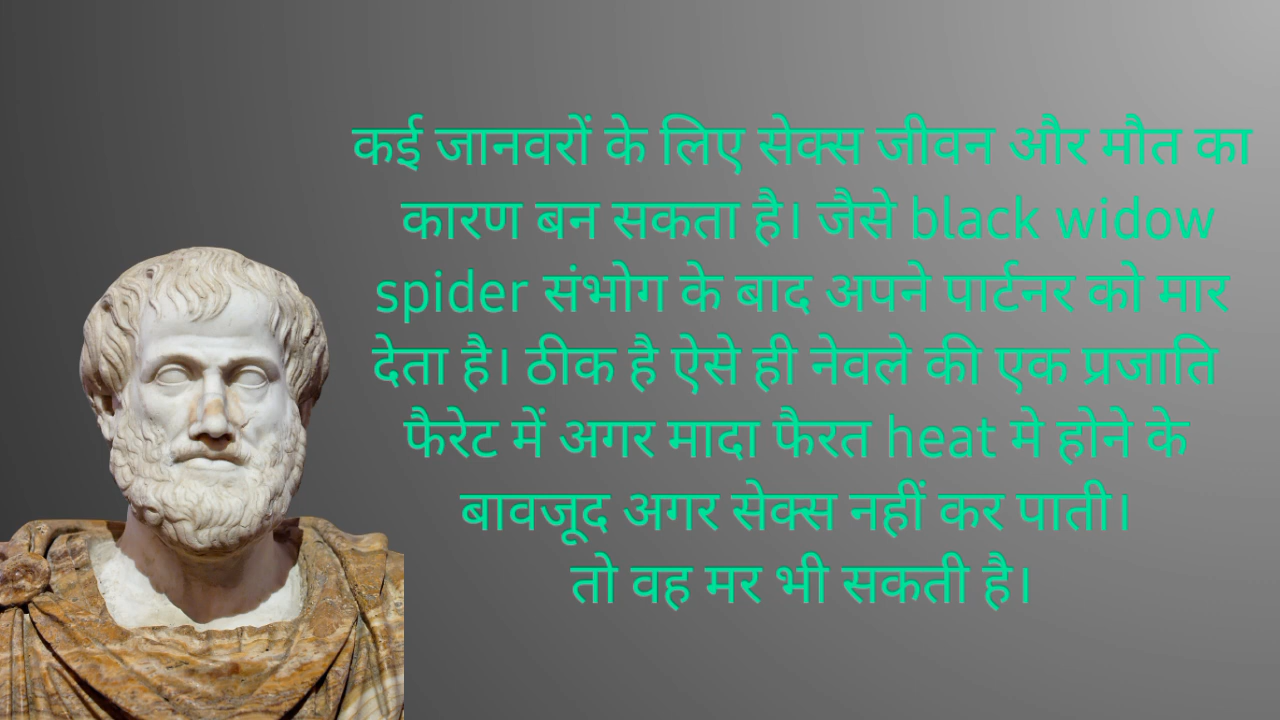 कई जानवरों के लिए सेक्स जीवन और मौत का
कारण बन सकता है। जैसे black widow
spider संभोग के बाद अपने पार्टनर को मार
देता है। ठीक है ऐसे ही नेवले की एक प्रजाति
फैरेट में अगर मादा फैरत heat मे होने के
बावजूद अगर सेक्स नहीं कर पाती।
तो वह मर भी सकती है।